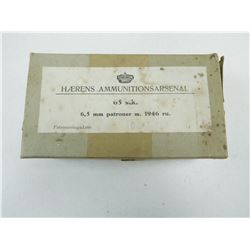 HÆRENS AMMUNITIONSARSENAL
65 stk.
6,5 mm patroner m. 1946 ru.